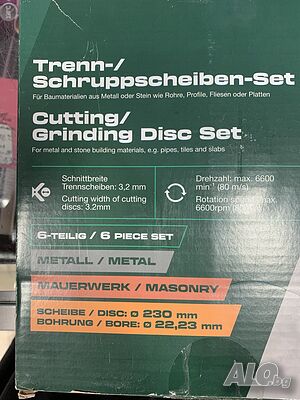 Trenn-/
Schruppscheiben-Set
Für Baumaterialien aus Metall oder Stein wie Rohre, Profile, Fliesen oder Platten
Cutting/
Grinding Disc Set
For metal and stone building materials, e.g. pipes, tiles and slabs
Schnittbreite
Trennscheiben: 3,2 mm
Cutting width of cutting
discs: 3.2mm
Drehzahl: max. 6600
min⁻¹ (80 m/s)
Rotation speed: max.
6600rpm
6-TEILIG / 6 PIECE SET
METALL / METAL
MAUERWERK / MASONRY
SCHEIBE / DISC: ø 230 mm
BOHRUNG / BORE: ø 22,23 mm
ALO.bg